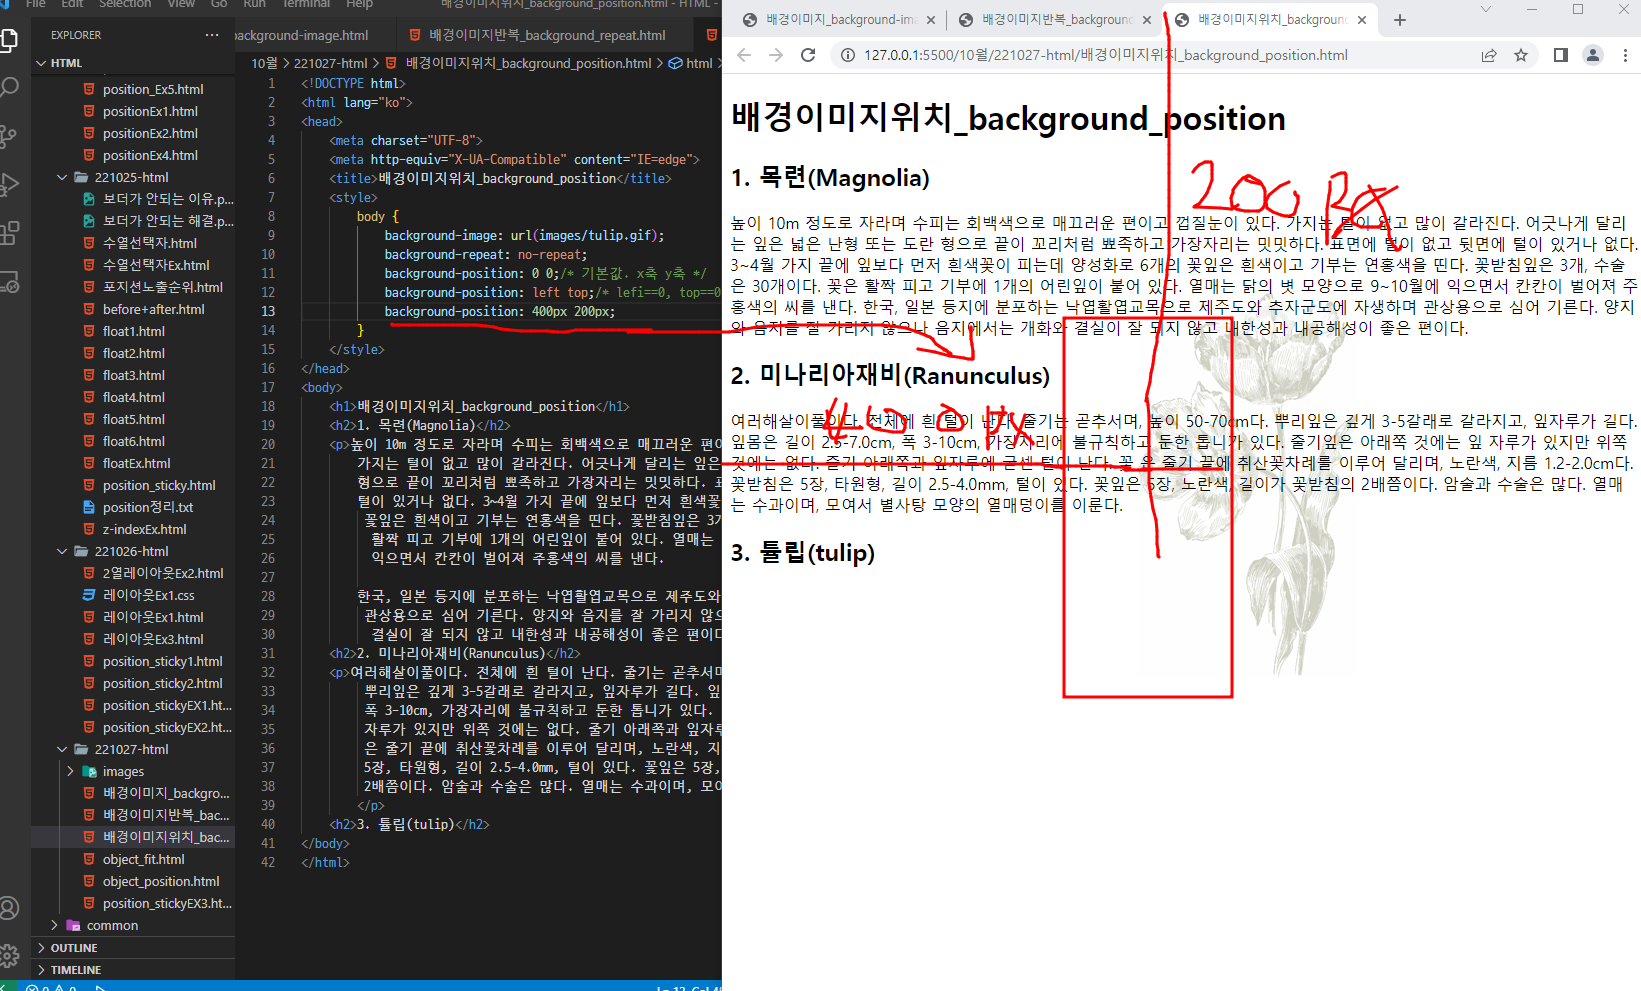 File Edit Selection View Go Run Terminal Help
배경이미지위치_background_position.html - HTML -
EXPLORER
HTML
position_Ex5.html
positionEx1.html
positionEx2.html
positionEx4.html
221025-html
보더가 안되는 이유.p...
보더가 안되는 해결.p...
수열선택자.html
수열선택자Ex.html
포지션노출순위.html
before+after.html
float1.html
float2.html
float3.html
float4.html
float5.html
float6.html
floatEx.html
position_sticky.html
position정리.txt
z-indexEx.html
221026-html
2열레이아웃Ex2.html
레이아웃Ex1.css
레이아웃Ex1.html
레이아웃Ex3.html
position_sticky1.html
position_sticky2.html
position_stickyEX1.html
position_stickyEX2.ht...
221027-html
images
배경이미지_backgro...
배경이미지반복_bac...
배경이미지위치_bac...
object_fit.html
object_position.html
position_stickyEX3.ht...
common
OUTLINE
TIMELINE
background-image.html
배경이미지반복_background_repeat.html
10월 > 221027-html > 배경이미지위치_background_position.html > html >
1 <!DOCTYPE html>
2 <html lang="ko">
3 <head>
4 <meta charset="UTF-8">
5 <meta http-equiv="X-UA-Compatible" content="IE=edge">
6 <title>배경이미지위치_background_position</title>
7 <style>
8 body {
9 background-image: url(images/tulip.gif);
10 background-repeat: no-repeat;
11 background-position: 0 0;/* 기본값. x축 y축 */
12 background-position: left top;/* lefi==0, top==0
13 background-position: 400px 200px;
14 }
15 </style>
16 </head>
17 <body>
18 <h1>배경이미지위치_background_position</h1>
19 <h2>1. 목련(Magnolia)</h2>
20 <p>높이 10m 정도로 자라며 수피는 회백색으로 매끄러운 편이
21 가지는 털이 없고 많이 갈라진다. 어긋나게 달리는 잎은
22 형으로 끝이 꼬리처럼 뾰족하고 가장자리는 밋밋하다. 표
23 털이 있거나 없다. 3~4월 가지 끝에 잎보다 먼저 흰색꽃
24 꽃잎은 흰색이고 기부는 연홍색을 띤다. 꽃받침잎은 3개
25 활짝 피고 기부에 1개의 어린잎이 붙어 있다. 열매는
26 익으면서 칸칸이 벌어져 주홍색의 씨를 낸다.
27
28 한국, 일본 등지에 분포하는 낙엽활엽교목으로 제주도와
29 관상용으로 심어 기른다. 양지와 음지를 잘 가리지 않으
30 결실이 잘 되지 않고 내한성과 내공해성이 좋은 편이다
31 <h2>2. 미나리아재비(Ranunculus)</h2>
32 <p>여러해살이풀이다. 전체에 흰 털이 난다. 줄기는 곧추서며
33 뿌리잎은 깊게 3-5갈래로 갈라지고, 잎자루가 길다. 잎
34 폭 3-10cm, 가장자리에 불규칙하고 둔한 톱니가 있다.
35 자루가 있지만 위쪽 것에는 없다. 줄기 아래쪽과 잎자루
36 은 줄기 끝에 취산꽃차례를 이루어 달리며, 노란색, 지
37 5장, 타원형, 길이 2.5-4.0mm, 털이 있다. 꽃잎은 5장,
38 2배쯤이다. 암술과 수술은 많다. 열매는 수과이며, 모여
39 </p>
40 <h2>3. 튤립(tulip)</h2>
41 </body>
42 </html>
배경이미지_background-ima
배경이미지반복_background
배경이미지위치_background
127.0.0.1:5500/10월/221027-html/배경이미지위치_background_position.html
배경이미지위치_background_position
200 px
1. 목련(Magnolia)
높이 10m 정도로 자라며 수피는 회백색으로 매끄러운 편이고 껍질눈이 있다. 가지는 털이 없고 많이 갈라진다. 어긋나게 달리
는 잎은 넓은 난형 또는 도란 형으로 끝이 꼬리처럼 뾰족하고 가장자리는 밋밋하다. 표면에 털이 없고 뒷면에 털이 있거나 없다.
3~4월 가지 끝에 잎보다 먼저 흰색꽃이 피는데 양성화로 6개의 꽃잎은 흰색이고 기부는 연홍색을 띤다. 꽃받침잎은 3개, 수술
은 30개이다. 꽃은 활짝 피고 기부에 1개의 어린잎이 붙어 있다. 열매는 닭의 볏 모양으로 9~10월에 익으면서 칸칸이 벌어져 주
홍색의 씨를 낸다. 한국, 일본 등지에 분포하는 낙엽활엽교목으로 제주도와 추자군도에 자생하며 관상용으로 심어 기른다. 양지
와 음지를 잘 가리지 않으나 음지에서는 개화와 결실이 잘 되지 않고 내한성과 내공해성이 좋은 편이다.
2. 미나리아재비(Ranunculus)
400 px
여러해살이풀이다. 전체에 흰 털이 난다. 줄기는 곧추서며, 높이 50-70cm다. 뿌리잎은 깊게 3-5갈래로 갈라지고, 잎자루가 길다.
잎몸은 길이 2.5-7.0cm, 폭 3-10cm, 가장자리에 불규칙하고 둔한 톱니가 있다. 줄기잎은 아래쪽 것에는 잎 자루가 있지만 위쪽
것에는 없다. 줄기 아래쪽과 잎자루에 굳센 털이 난다. 꽃 은 줄기 끝에 취산꽃차례를 이루어 달리며, 노란색, 지름 1.2-2.0cm다.
꽃받침은 5장, 타원형, 길이 2.5-4.0mm, 털이 있다. 꽃잎은 5장, 노란색, 길이가 꽃받침의 2배쯤이다. 암술과 수술은 많다. 열매
는 수과이며, 모여서 별사탕 모양의 열매덩이를 이룬다.
3. 튤립(tulip)